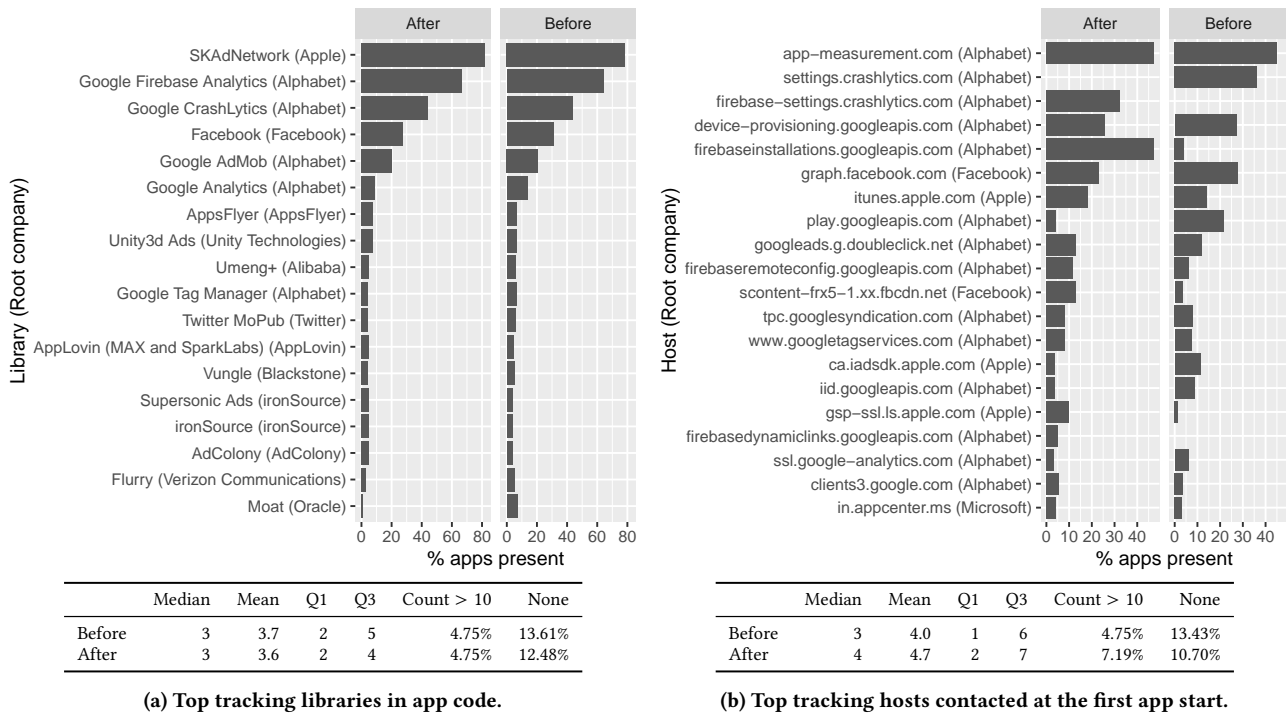 After Before
Library (Root company)
SKAdNetwork (Apple)
Google Firebase Analytics (Alphabet)
Google CrashLytics (Alphabet)
Facebook (Facebook)
Google AdMob (Alphabet)
Google Analytics (Alphabet)
AppsFlyer (AppsFlyer)
Unity3d Ads (Unity Technologies)
Umeng+ (Alibaba)
Google Tag Manager (Alphabet)
Twitter MoPub (Twitter)
AppLovin (MAX and SparkLabs) (AppLovin)
Vungle (Blackstone)
Supersonic Ads (ironSource)
ironSource (ironSource)
AdColony (AdColony)
Flurry (Verizon Communications)
Moat (Oracle)
0 20 40 60 80 0 20 40 60 80
% apps present
Median Mean Q1 Q3 Count > 10 None
Before 3 3.7 2 5 4.75% 13.61%
After 3 3.6 2 4 4.75% 12.48%
(a) Top tracking libraries in app code.
After Before
Host (Root company)
app−measurement.com (Alphabet)
settings.crashlytics.com (Alphabet)
firebase−settings.crashlytics.com (Alphabet)
device−provisioning.googleapis.com (Alphabet)
firebaseinstallations.googleapis.com (Alphabet)
graph.facebook.com (Facebook)
itunes.apple.com (Apple)
play.googleapis.com (Alphabet)
googleads.g.doubleclick.net (Alphabet)
firebaseremoteconfig.googleapis.com (Alphabet)
scontent−frx5−1.xx.fbcdn.net (Facebook)
tpc.googlesyndication.com (Alphabet)
www.googletagservices.com (Alphabet)
ca.iadsdk.apple.com (Apple)
iid.googleapis.com (Alphabet)
gsp−ssl.ls.apple.com (Apple)
firebasedynamiclinks.googleapis.com (Alphabet)
ssl.google−analytics.com (Alphabet)
clients3.google.com (Alphabet)
in.appcenter.ms (Microsoft)
0 10 20 30 40 0 10 20 30 40
% apps present
Median Mean Q1 Q3 Count > 10 None
Before 3 4.0 1 6 4.75% 13.43%
After 4 4.7 2 7 7.19% 10.70%
(b) Top tracking hosts contacted at the first app start.